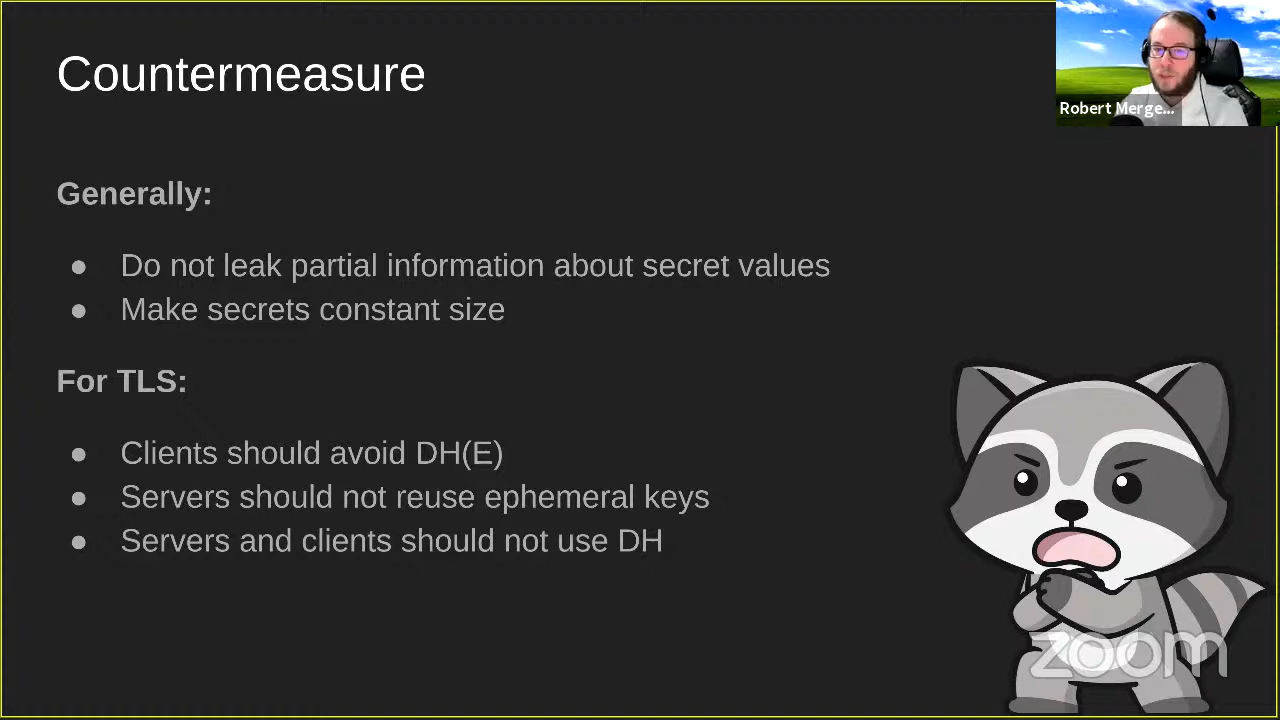 Countermeasure
Robert Merge...
Generally:
● Do not leak partial information about secret values
● Make secrets constant size
For TLS:
● Clients should avoid DH(E)
● Servers should not reuse ephemeral keys
● Servers and clients should not use DH
zoom